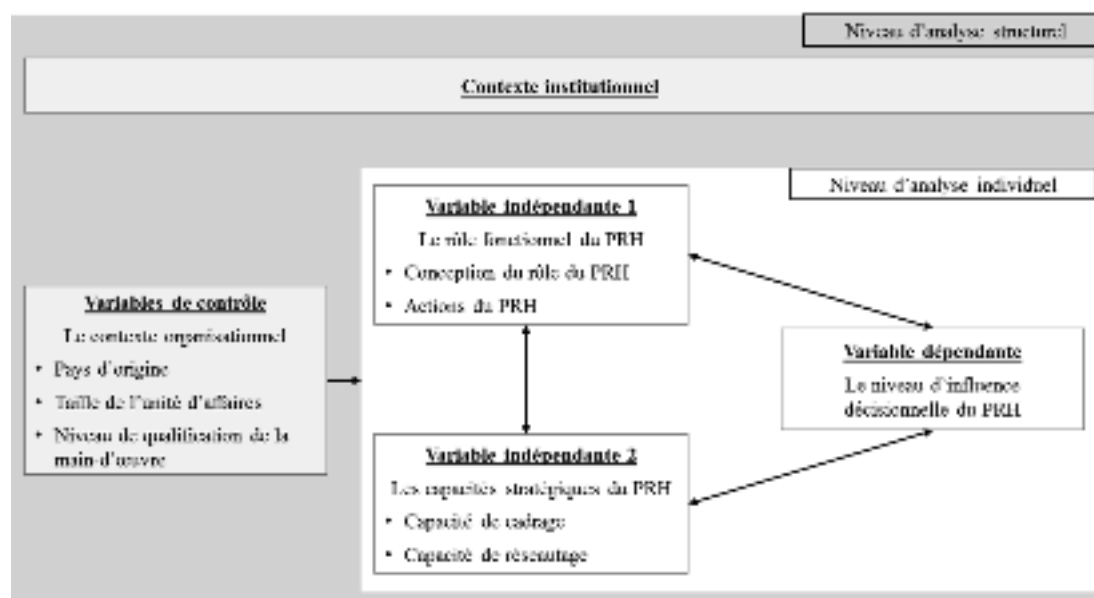 Niveau d'analyse structurel
Contexte institutionnel
Niveau d'analyse individuel
Variable indépendante 1
Le rôle fonctionnel du PRH
• Conception du rôle du PRH
• Actions du PRH
Variables de contrôle
Le contexte organisationnel
• Pays d'origine
• Taille de l'unité d'affaires
• Niveau de qualification de la
main-d'œuvre
Variable dépendante
Le niveau d'influence
décisionnelle du PRH
Variable indépendante 2
Les capacités stratégiques du PRH
• Capacité de cadrage
• Capacité de réseautage